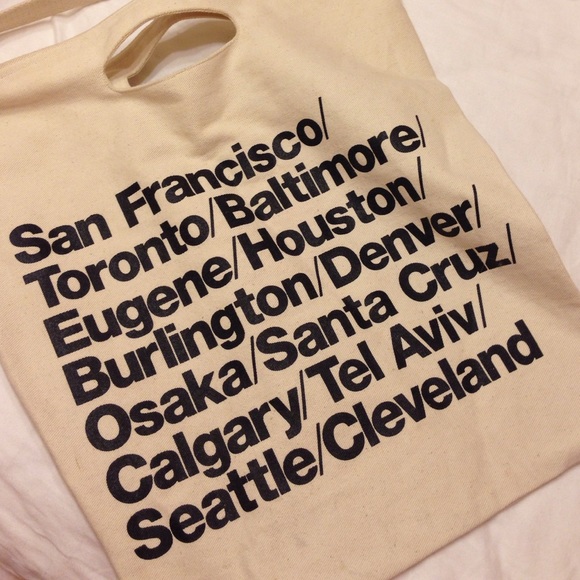 San Francisco/
Toronto/Baltimore/
Eugene/Houston/
Burlington/Denver/
Osaka/Santa Cruz/
Calgary/Tel Aviv/
Seattle/Cleveland